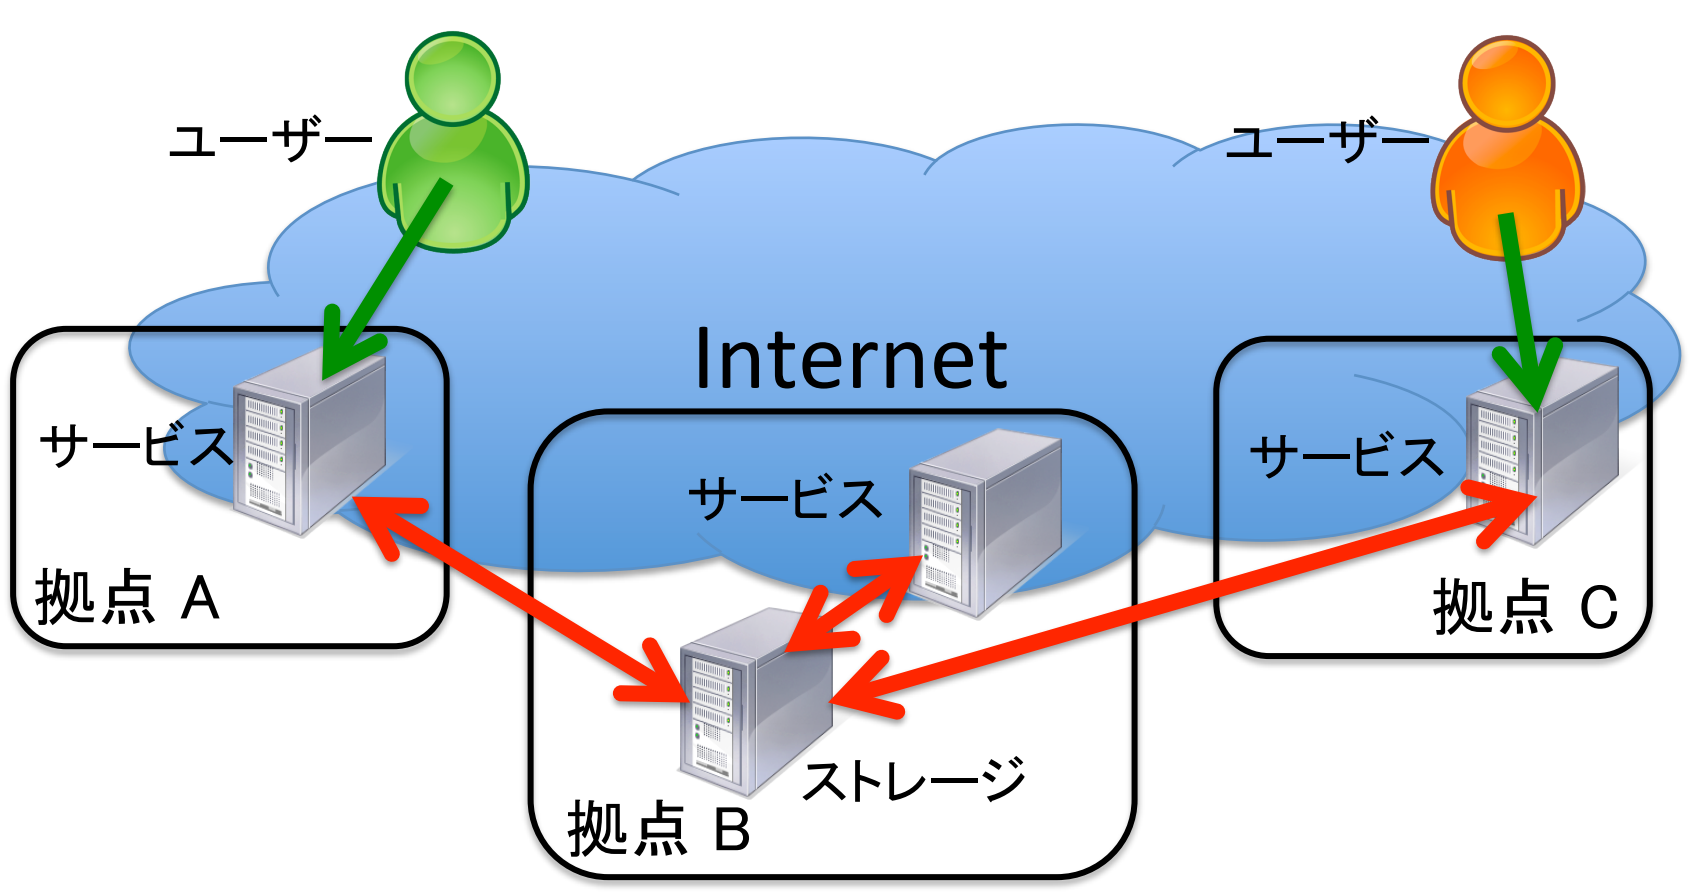 ユーザー
ユーザー
Internet
サービス
サービス
サービス
拠点 A
拠点 C
ストレージ
拠点 B